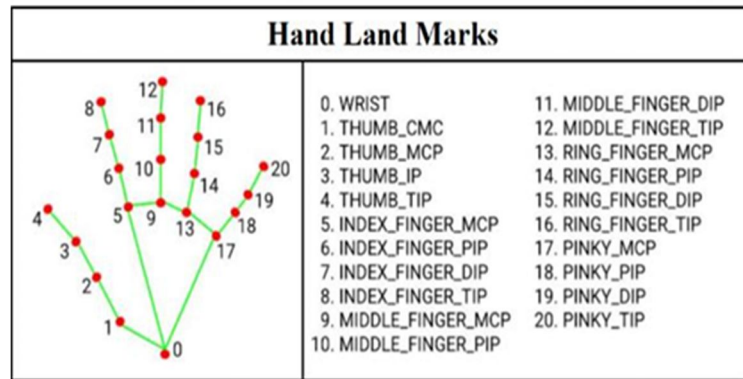 Hand Land Marks
12
8
16
11
7
15
20
10
6
14
19
4
5
9
13
18
3
17
2
1
0
0. WRIST
1. THUMB_CMC
2. THUMB_MCP
3. THUMB_IP
4. THUMB_TIP
5. INDEX_FINGER_MCP
6. INDEX_FINGER_PIP
7. INDEX_FINGER_DIP
8. INDEX_FINGER_TIP
9. MIDDLE_FINGER_MCP
10. MIDDLE_FINGER_PIP
11. MIDDLE_FINGER_DIP
12. MIDDLE_FINGER_TIP
13. RING_FINGER_MCP
14. RING_FINGER_PIP
15. RING_FINGER_DIP
16. RING_FINGER_TIP
17. PINKY_MCP
18. PINKY_PIP
19. PINKY_DIP
20. PINKY_TIP